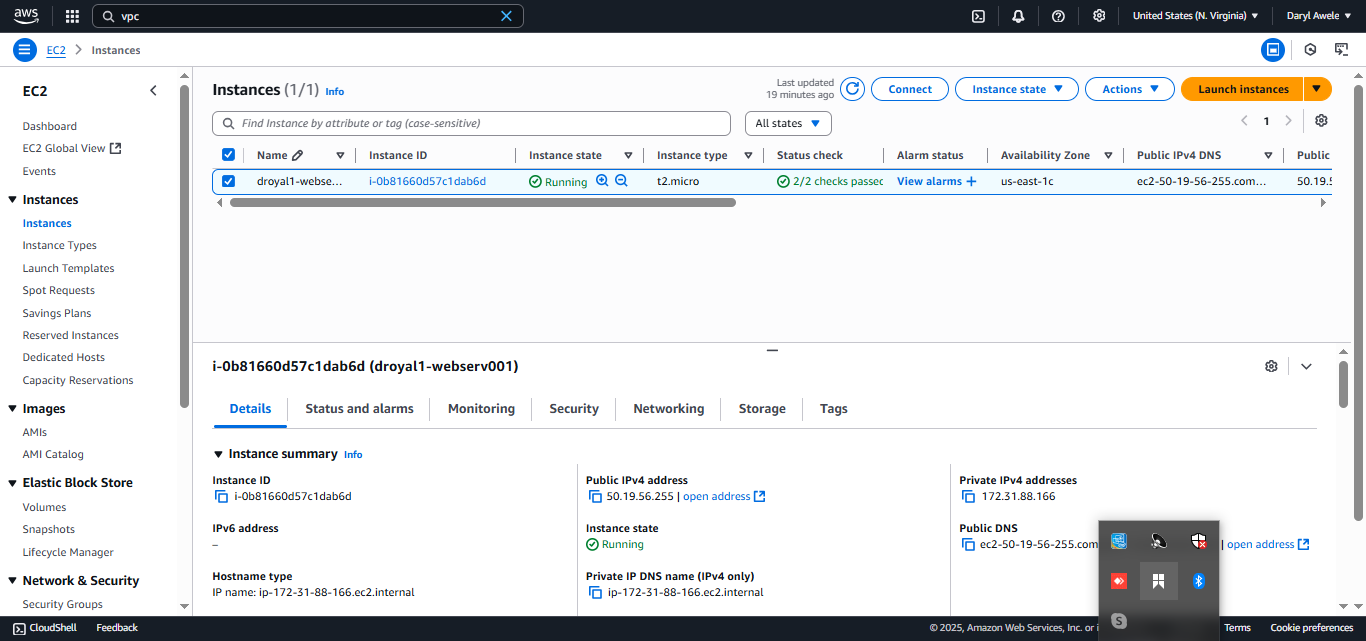 aws
vpc
United States (N. Virginia)
Daryl Awele
EC2
Instances
EC2
Dashboard
EC2 Global View
Events
Instances
Instances
Instance Types
Launch Templates
Spot Requests
Savings Plans
Reserved Instances
Dedicated Hosts
Capacity Reservations
Images
AMIs
AMI Catalog
Elastic Block Store
Volumes
Snapshots
Lifecycle Manager
Network & Security
Security Groups
Instances (1/1) Info
Last updated
19 minutes ago
Connect
Instance state
Actions
Launch instances
Find Instance by attribute or tag (case-sensitive)
All states
1
Name Instance ID Instance state Instance type Status check Alarm status Availability Zone Public IPv4 DNS Public
droyal1-webse... i-0b81660d57c1dab6d Running t2.micro 2/2 checks passec View alarms + us-east-1c ec2-50-19-56-255.com... 50.19.5
i-0b81660d57c1dab6d (droyal1-webserv001)
Details Status and alarms Monitoring Security Networking Storage Tags
Instance summary Info
Instance ID
i-0b81660d57c1dab6d
IPv6 address
–
Hostname type
IP name: ip-172-31-88-166.ec2.internal
Public IPv4 address
50.19.56.255 | open address
Instance state
Running
Private IP DNS name (IPv4 only)
ip-172-31-88-166.ec2.internal
Private IPv4 addresses
172.31.88.166
Public DNS
ec2-50-19-56-255.com | open address
S
CloudShell Feedback © 2025, Amazon Web Services, Inc. or i Terms Cookie preferences